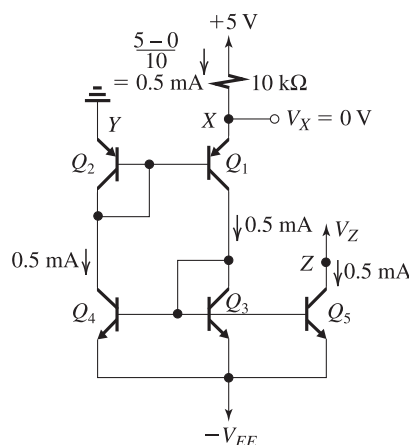 +5 V
5 – 0
10
= 0.5 mA
10 kΩ
Y
X
V_X = 0 V
Q_2
Q_1
0.5 mA
V_Z
0.5 mA
Z
0.5 mA
Q_4
Q_3
Q_5
–V_EE